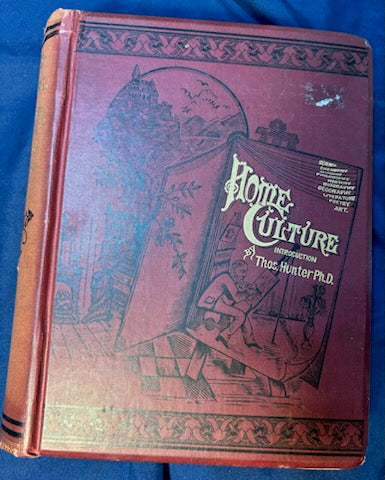 SCIENCE
CHEMISTRY
PHILOSOPHY
HISTORY
BIOGRAPHY
GEOGRAPHY
LITERATURE
POETRY
ART.
HOME
CULTURE
INTRODUCTION
BY Thos. Hunter Ph.D.